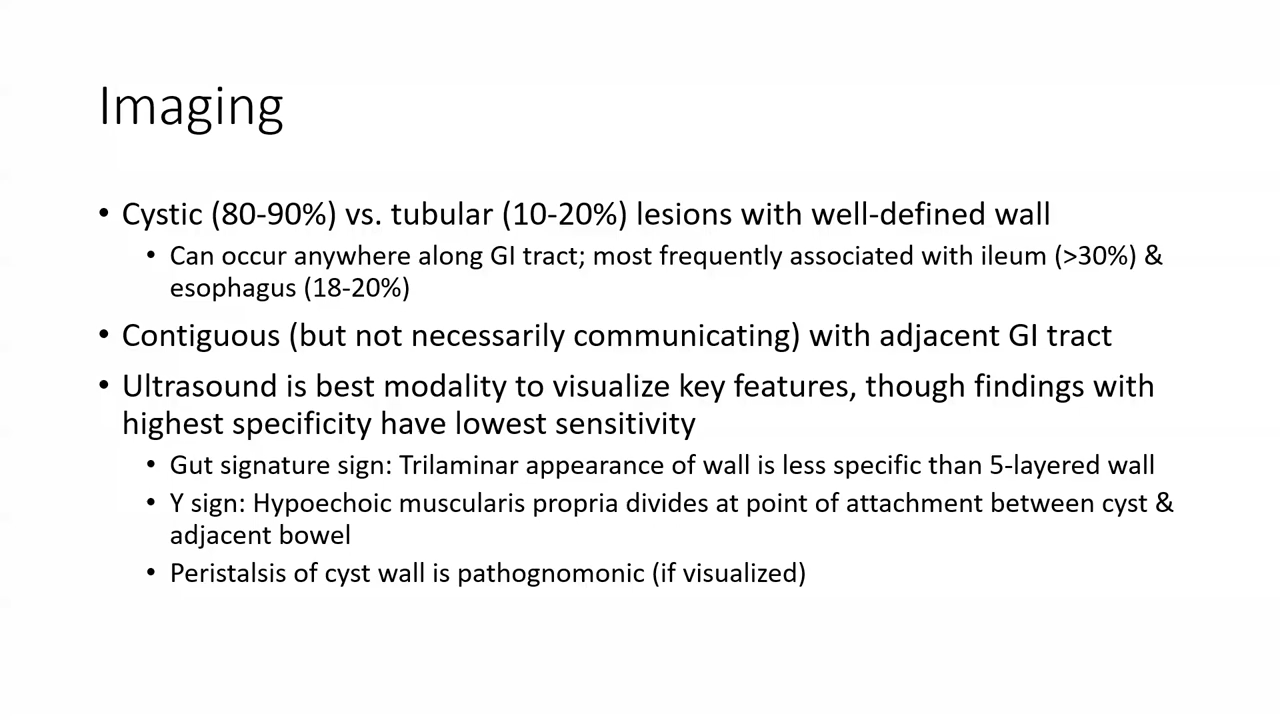 Imaging
• Cystic (80-90%) vs. tubular (10-20%) lesions with well-defined wall
• Can occur anywhere along GI tract; most frequently associated with ileum (>30%) &
esophagus (18-20%)
• Contiguous (but not necessarily communicating) with adjacent GI tract
• Ultrasound is best modality to visualize key features, though findings with
highest specificity have lowest sensitivity
• Gut signature sign: Trilaminar appearance of wall is less specific than 5-layered wall
• Y sign: Hypoechoic muscularis propria divides at point of attachment between cyst &
adjacent bowel
• Peristalsis of cyst wall is pathognomonic (if visualized)